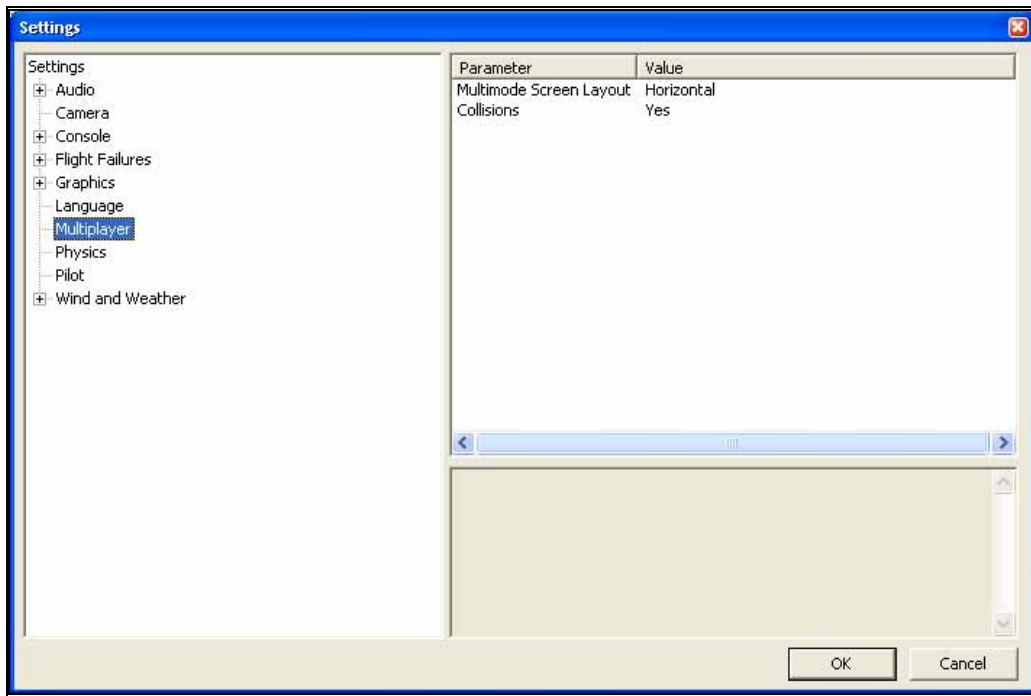 Settings
Settings
Audio
Camera
Console
Flight Failures
Graphics
Language
Multiplayer
Physics
Pilot
Wind and Weather
Parameter Value
Multimode Screen Layout Horizontal
Collisions Yes
OK Cancel